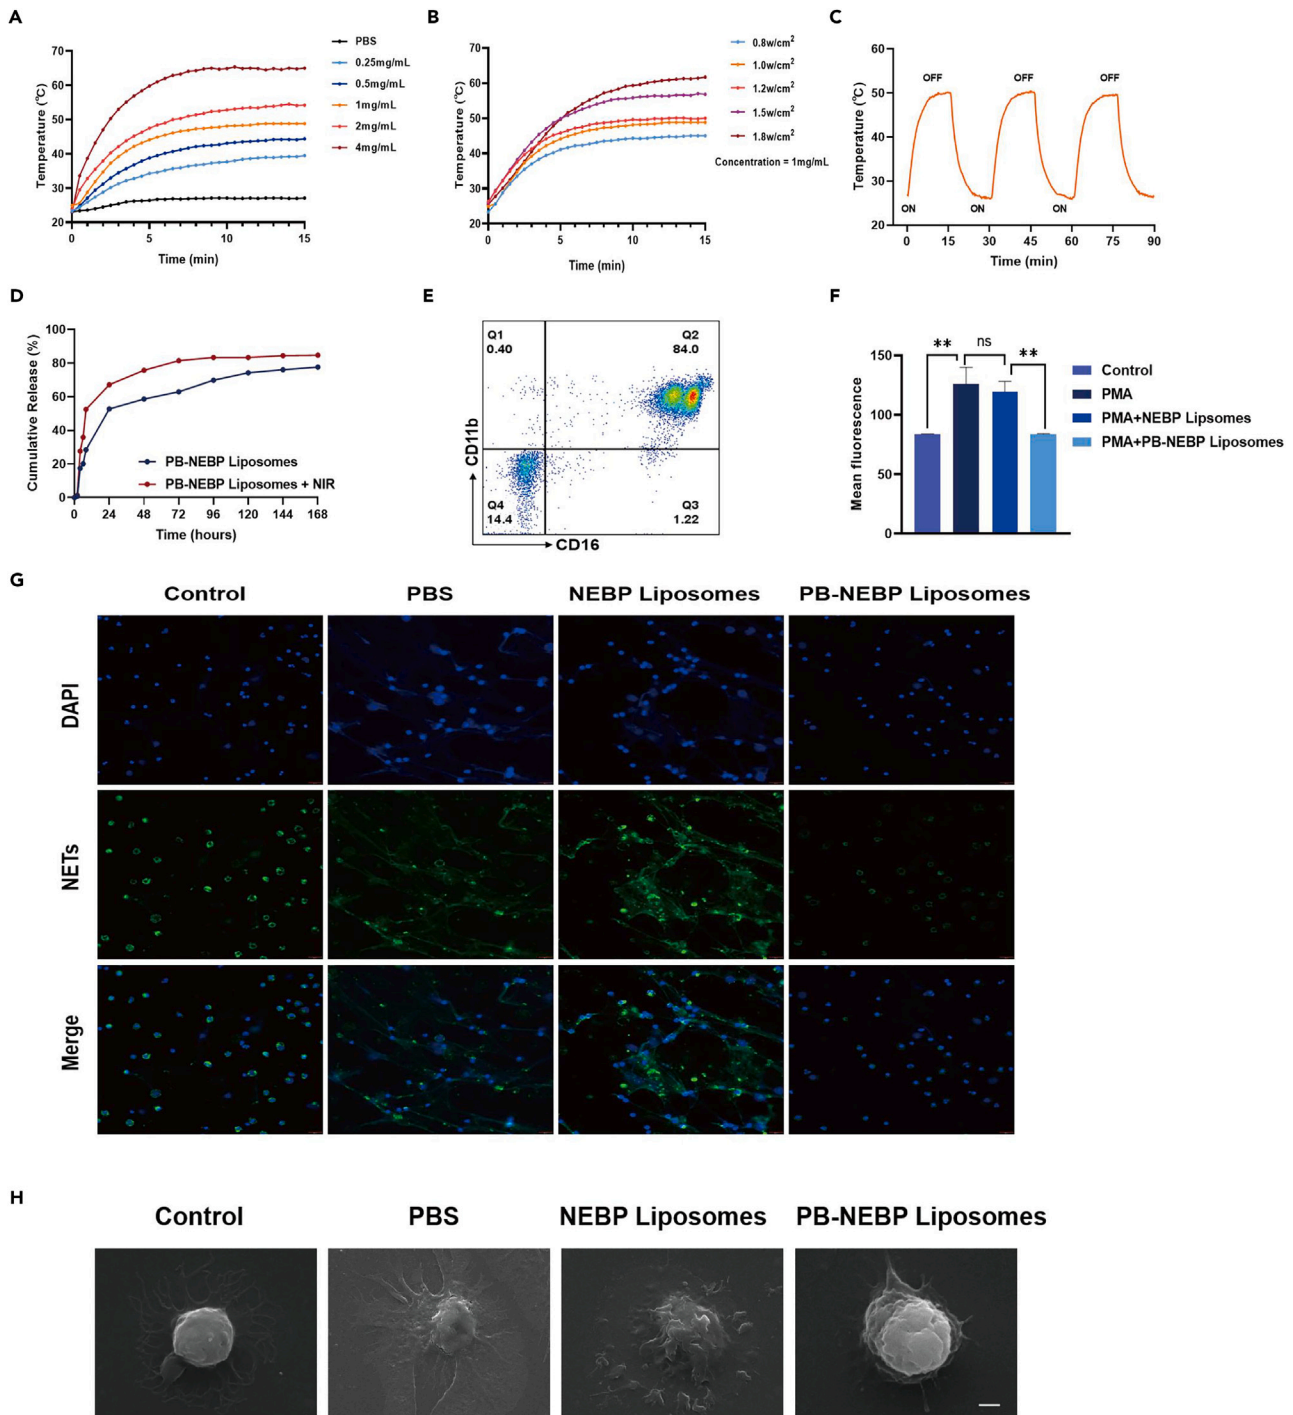 A
Temperature (℃)
70
60
50
40
30
20
0
5
10
15
Time (min)
PBS
0.25mg/mL
0.5mg/mL
1mg/mL
2mg/mL
4mg/mL
B
Temperature (℃)
70
60
50
40
30
20
0
5
10
15
Time (min)
0.8w/cm²
1.0w/cm²
1.2w/cm²
1.5w/cm²
1.8w/cm²
Concentration = 1mg/mL
C
Temperature (℃)
60
50
40
30
20
OFF
OFF
OFF
ON
ON
ON
0
15
30
45
60
75
90
Time (min)
D
Cumulative Release (%)
100
80
60
40
20
0
PB-NEBP Liposomes
PB-NEBP Liposomes + NIR
0
24
48
72
96
120
144
168
Time (hours)
E
CD11b
Q1
0.40
Q2
84.0
Q4
14.4
Q3
1.22
CD16
F
Mean fluorescence
150
100
50
0
**
ns
**
Control
PMA
PMA+NEBP Lipsomes
PMA+PB-NEBP Liposomes
G
Control
PBS
NEBP Liposomes
PB-NEBP Liposomes
DAPI
NETs
Merge
H
Control
PBS
NEBP Liposomes
PB-NEBP Liposomes